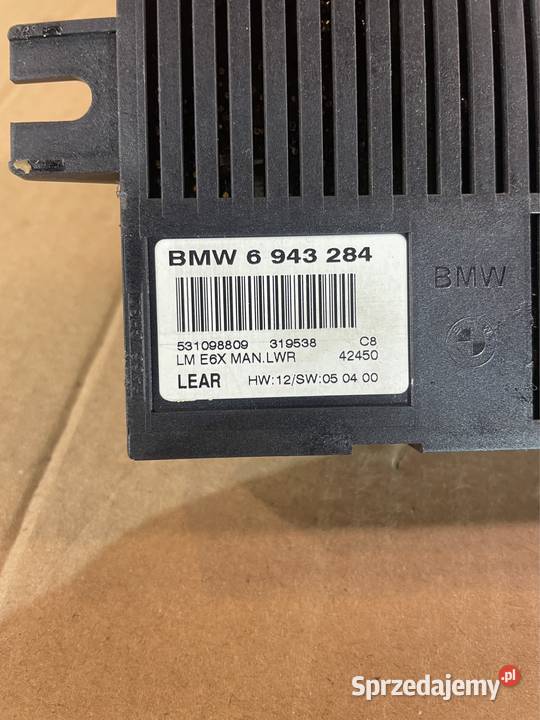 BMW 6 943 284
531098809 319538 C8
LM E6X MAN.LWR 42450
LEAR HW:12/SW:05 04 00
BMW
Sprzedajemy.pl